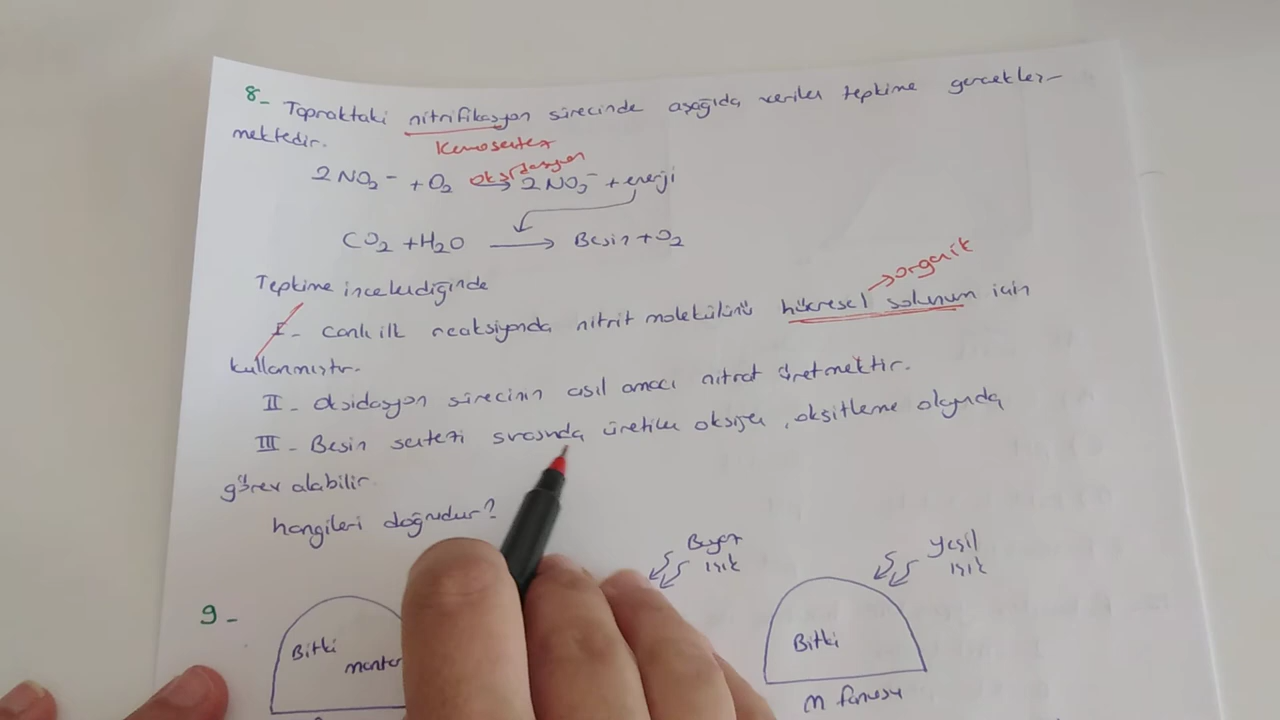 8- Topraktaki nitrifikasyon sürecinde aşağıda verilen tepkime gerçekleş-
mektedir.
Kemosentez
2NO2⁻ + O2 oksidasyon → 2NO3⁻ + enerji
CO2 + H2O → Besin + O2
Tepkime incelendiğinde
→ organik
I- canlı ilk reaksiyonda nitrit molekülünü hücresel solunum için
kullanmıştır.
II- Oksidasyon sürecinin asıl amacı nitrat üretmektir.
III- Besin sentezi sırasında üretilen oksijen, oksitleme olayında
görev alabilir.
hangileri doğrudur?
9-
Beyaz ışık
Yeşil ışık
Bitki
Bitki
M fanusu